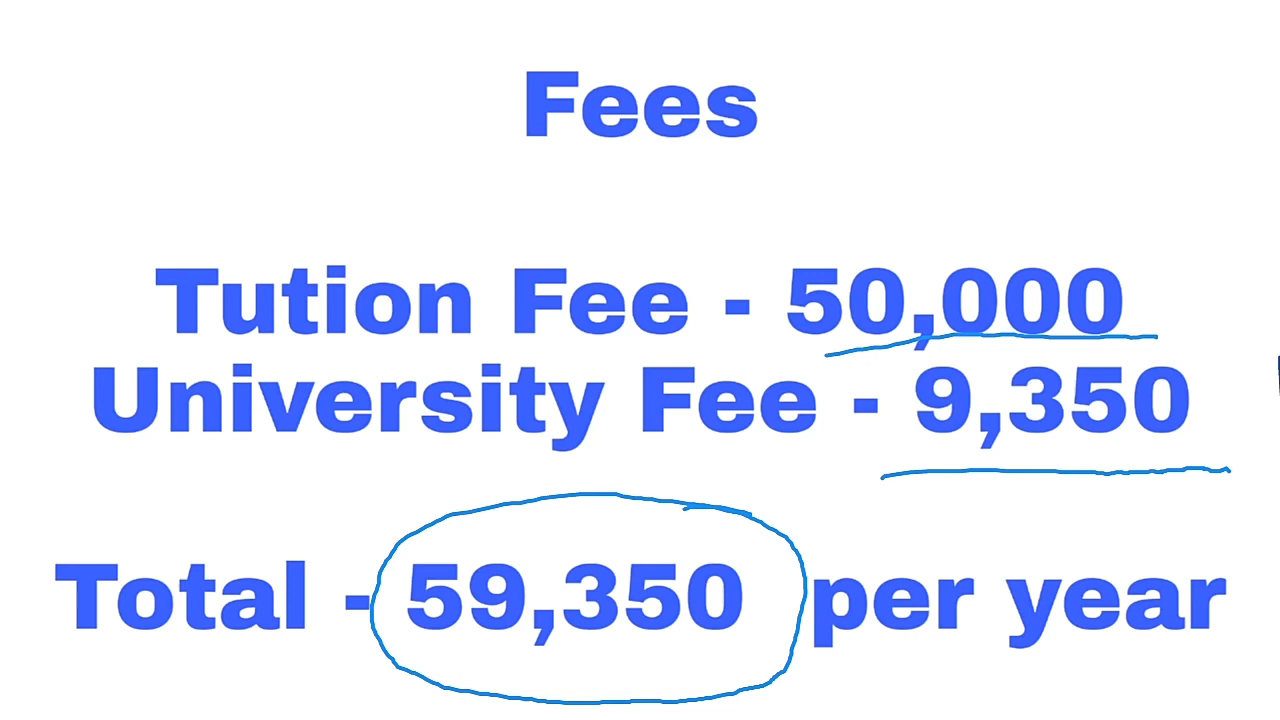 Fees
Tution Fee - 50,000
University Fee - 9,350
Total - 59,350 per year